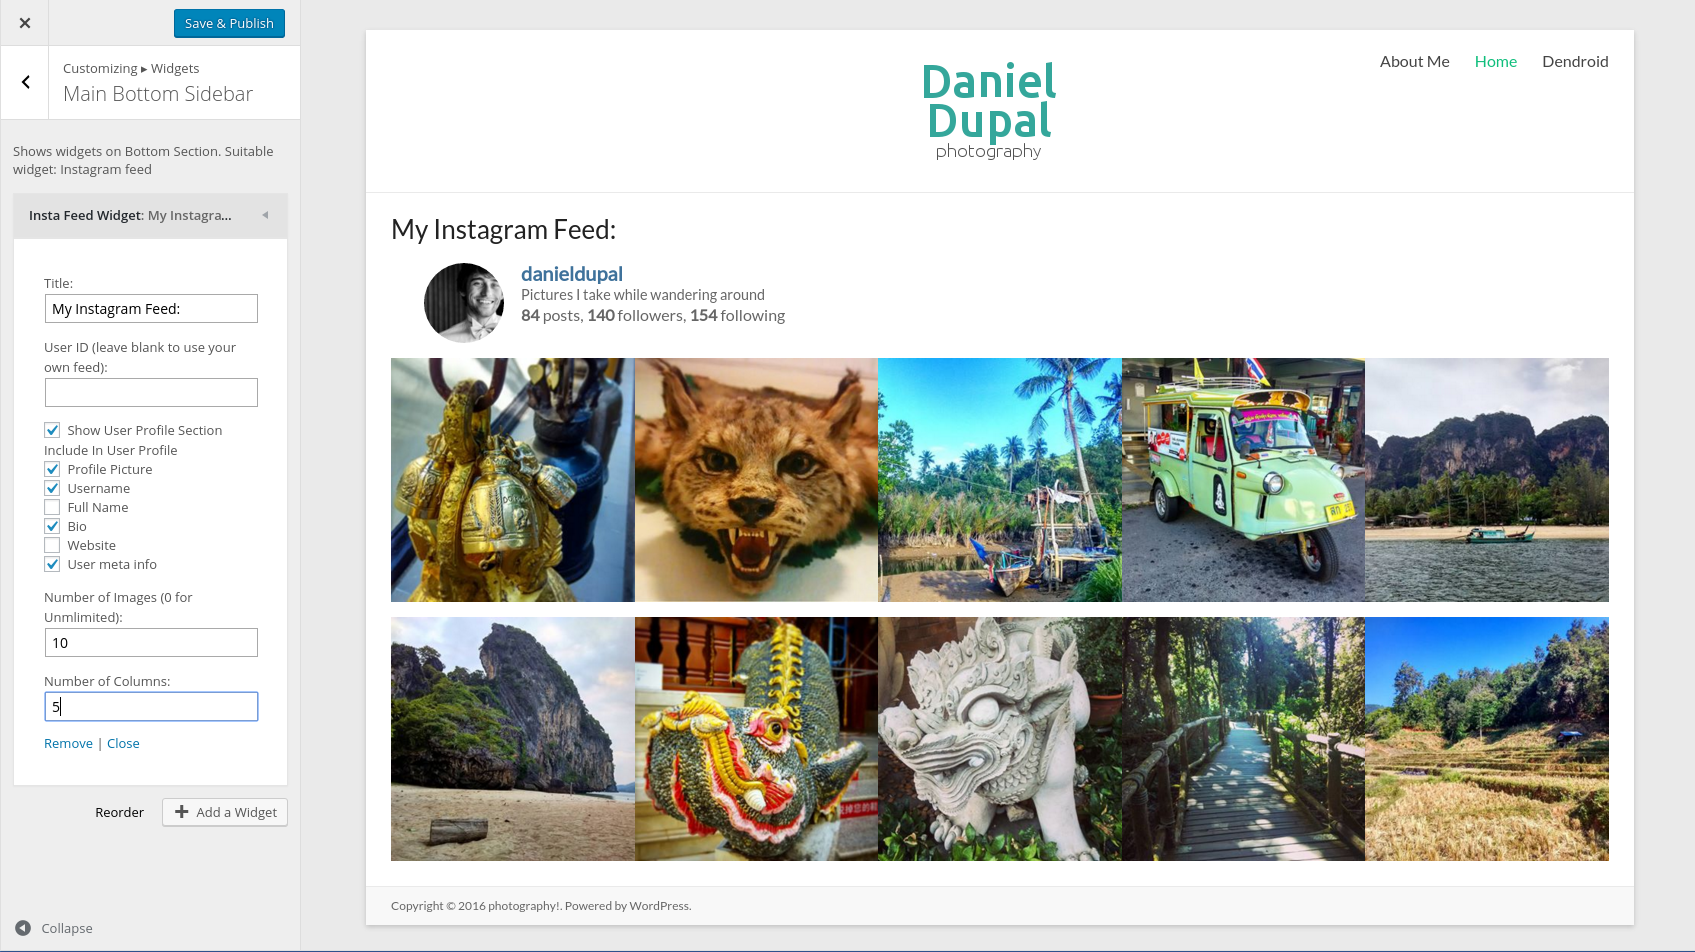 Save & Publish
Customizing ▸ Widgets
Main Bottom Sidebar
Shows widgets on Bottom Section. Suitable
widget: Instagram feed
Insta Feed Widget: My Instagra...
Title:
My Instagram Feed:
User ID (leave blank to use your
own feed):
Show User Profile Section
Include In User Profile
Profile Picture
Username
Full Name
Bio
Website
User meta info
Number of Images (0 for
Unmlimited):
10
Number of Columns:
5
Remove | Close
Reorder
Add a Widget
Collapse
About Me Home Dendroid
Daniel
Dupal
photography
My Instagram Feed:
danieldupal
Pictures I take while wandering around
84 posts, 140 followers, 154 following
Copyright © 2016 photography!. Powered by WordPress.